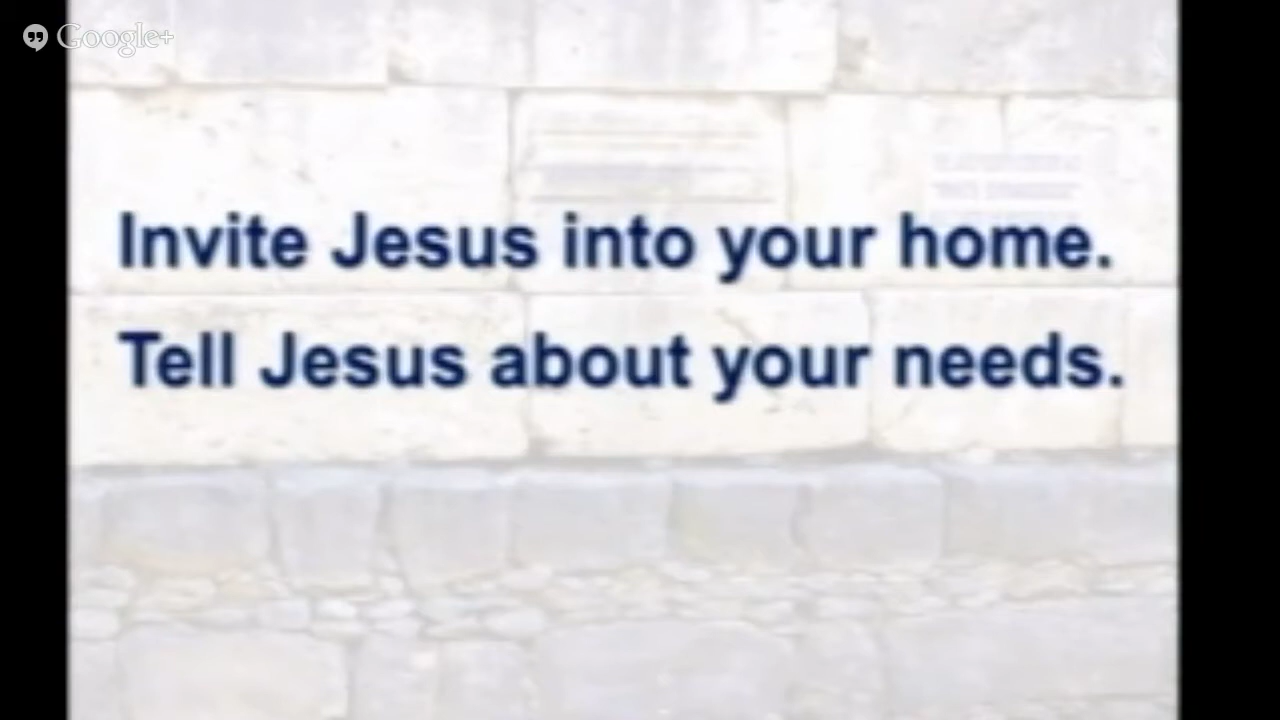 Google+
Invite Jesus into your home.
Tell Jesus about your needs.